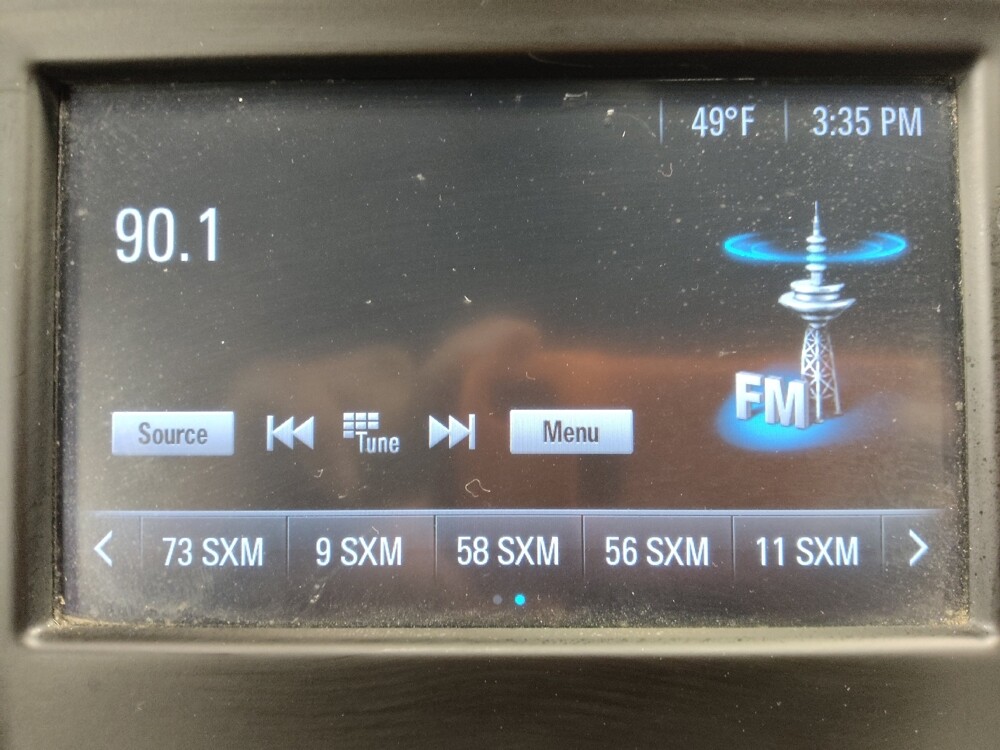 49°F 3:35 PM
90.1
FM
Source Tune Menu
73 SXM 9 SXM 58 SXM 56 SXM 11 SXM